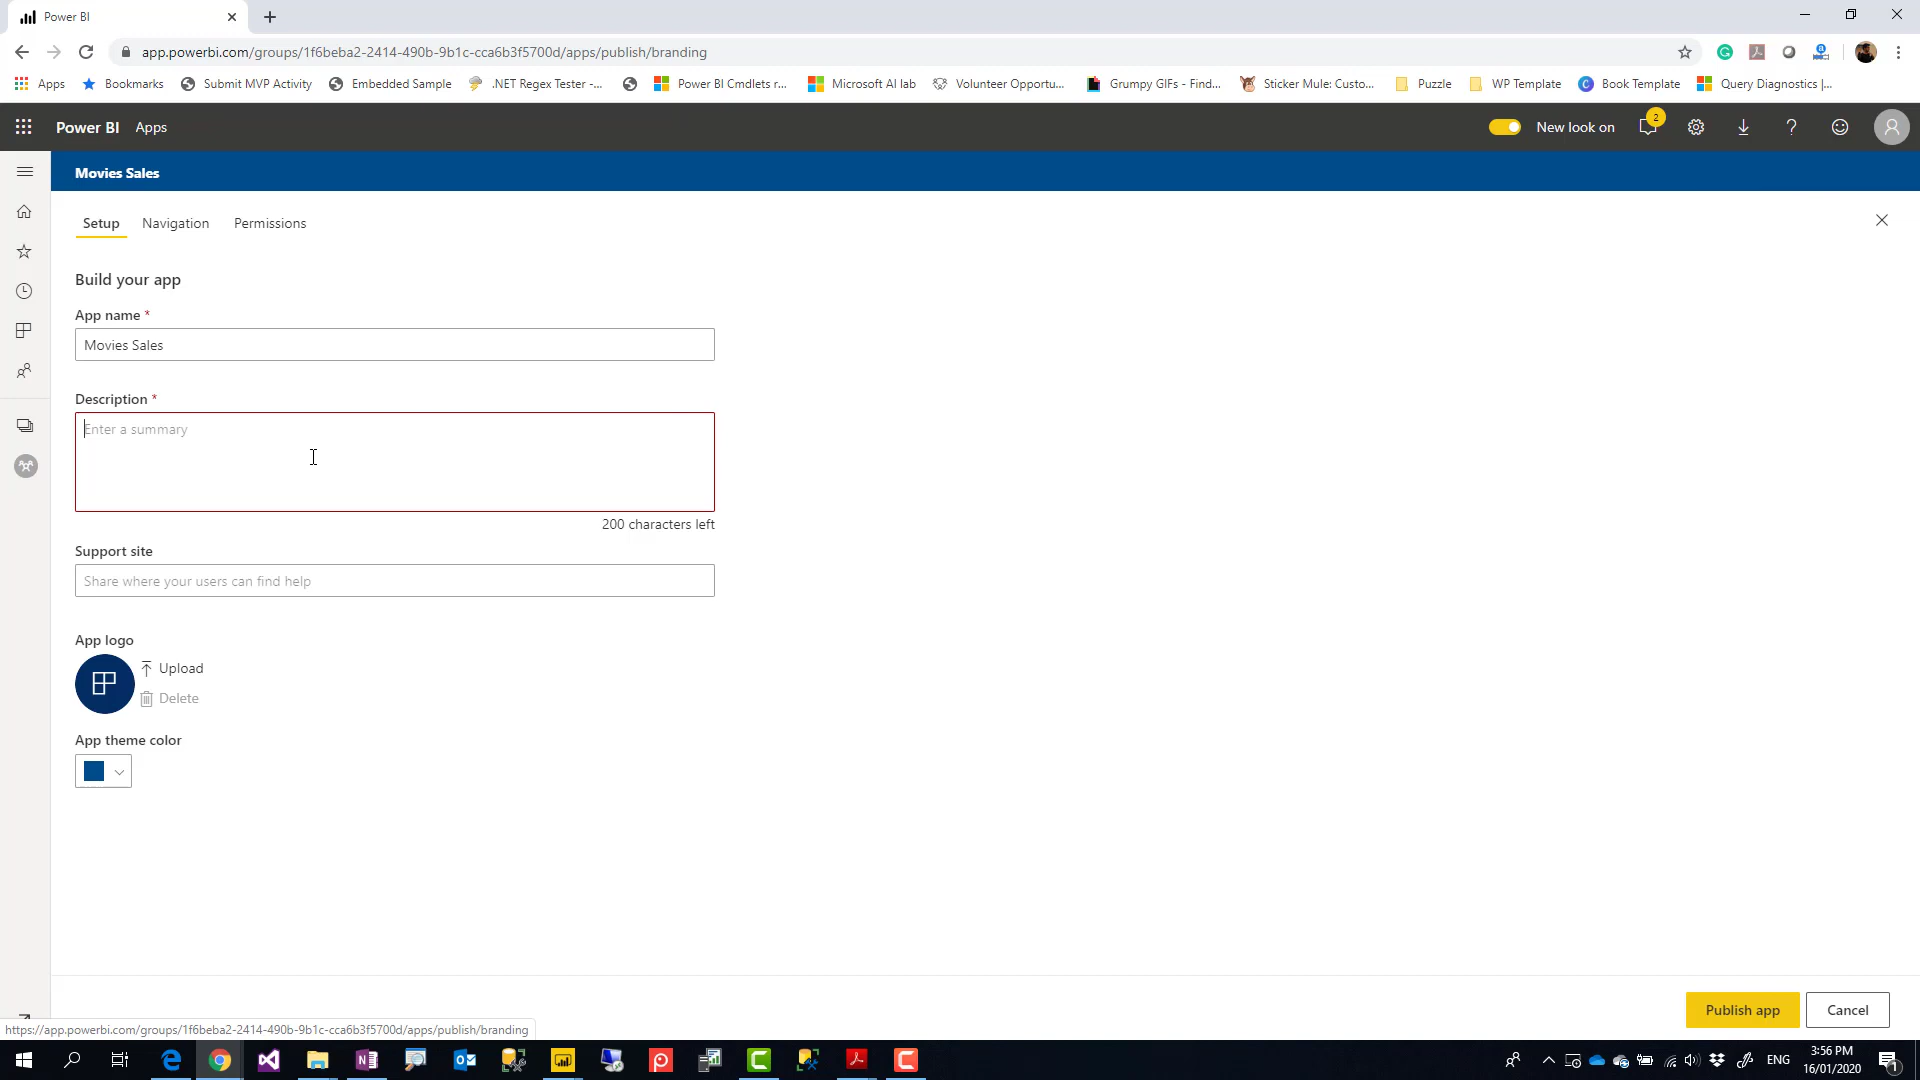 Power BI
app.powerbi.com/groups/1f6beba2-2414-490b-9b1c-cca6b3f5700d/apps/publish/branding
Apps Bookmarks Submit MVP Activity Embedded Sample .NET Regex Tester -... Power BI Cmdlets r... Microsoft AI lab Volunteer Opportu... Grumpy GIFs - Find... Sticker Mule: Custo... Puzzle WP Template Book Template Query Diagnostics |...
Power BI Apps New look on 2
Movies Sales
Setup Navigation Permissions
Build your app
App name *
Movies Sales
Description *
Enter a summary
200 characters left
Support site
Share where your users can find help
App logo
Upload
Delete
App theme color
Publish app Cancel
https://app.powerbi.com/groups/1f6beba2-2414-490b-9b1c-cca6b3f5700d/apps/publish/branding
ENG 3:56 PM
16/01/2020 1